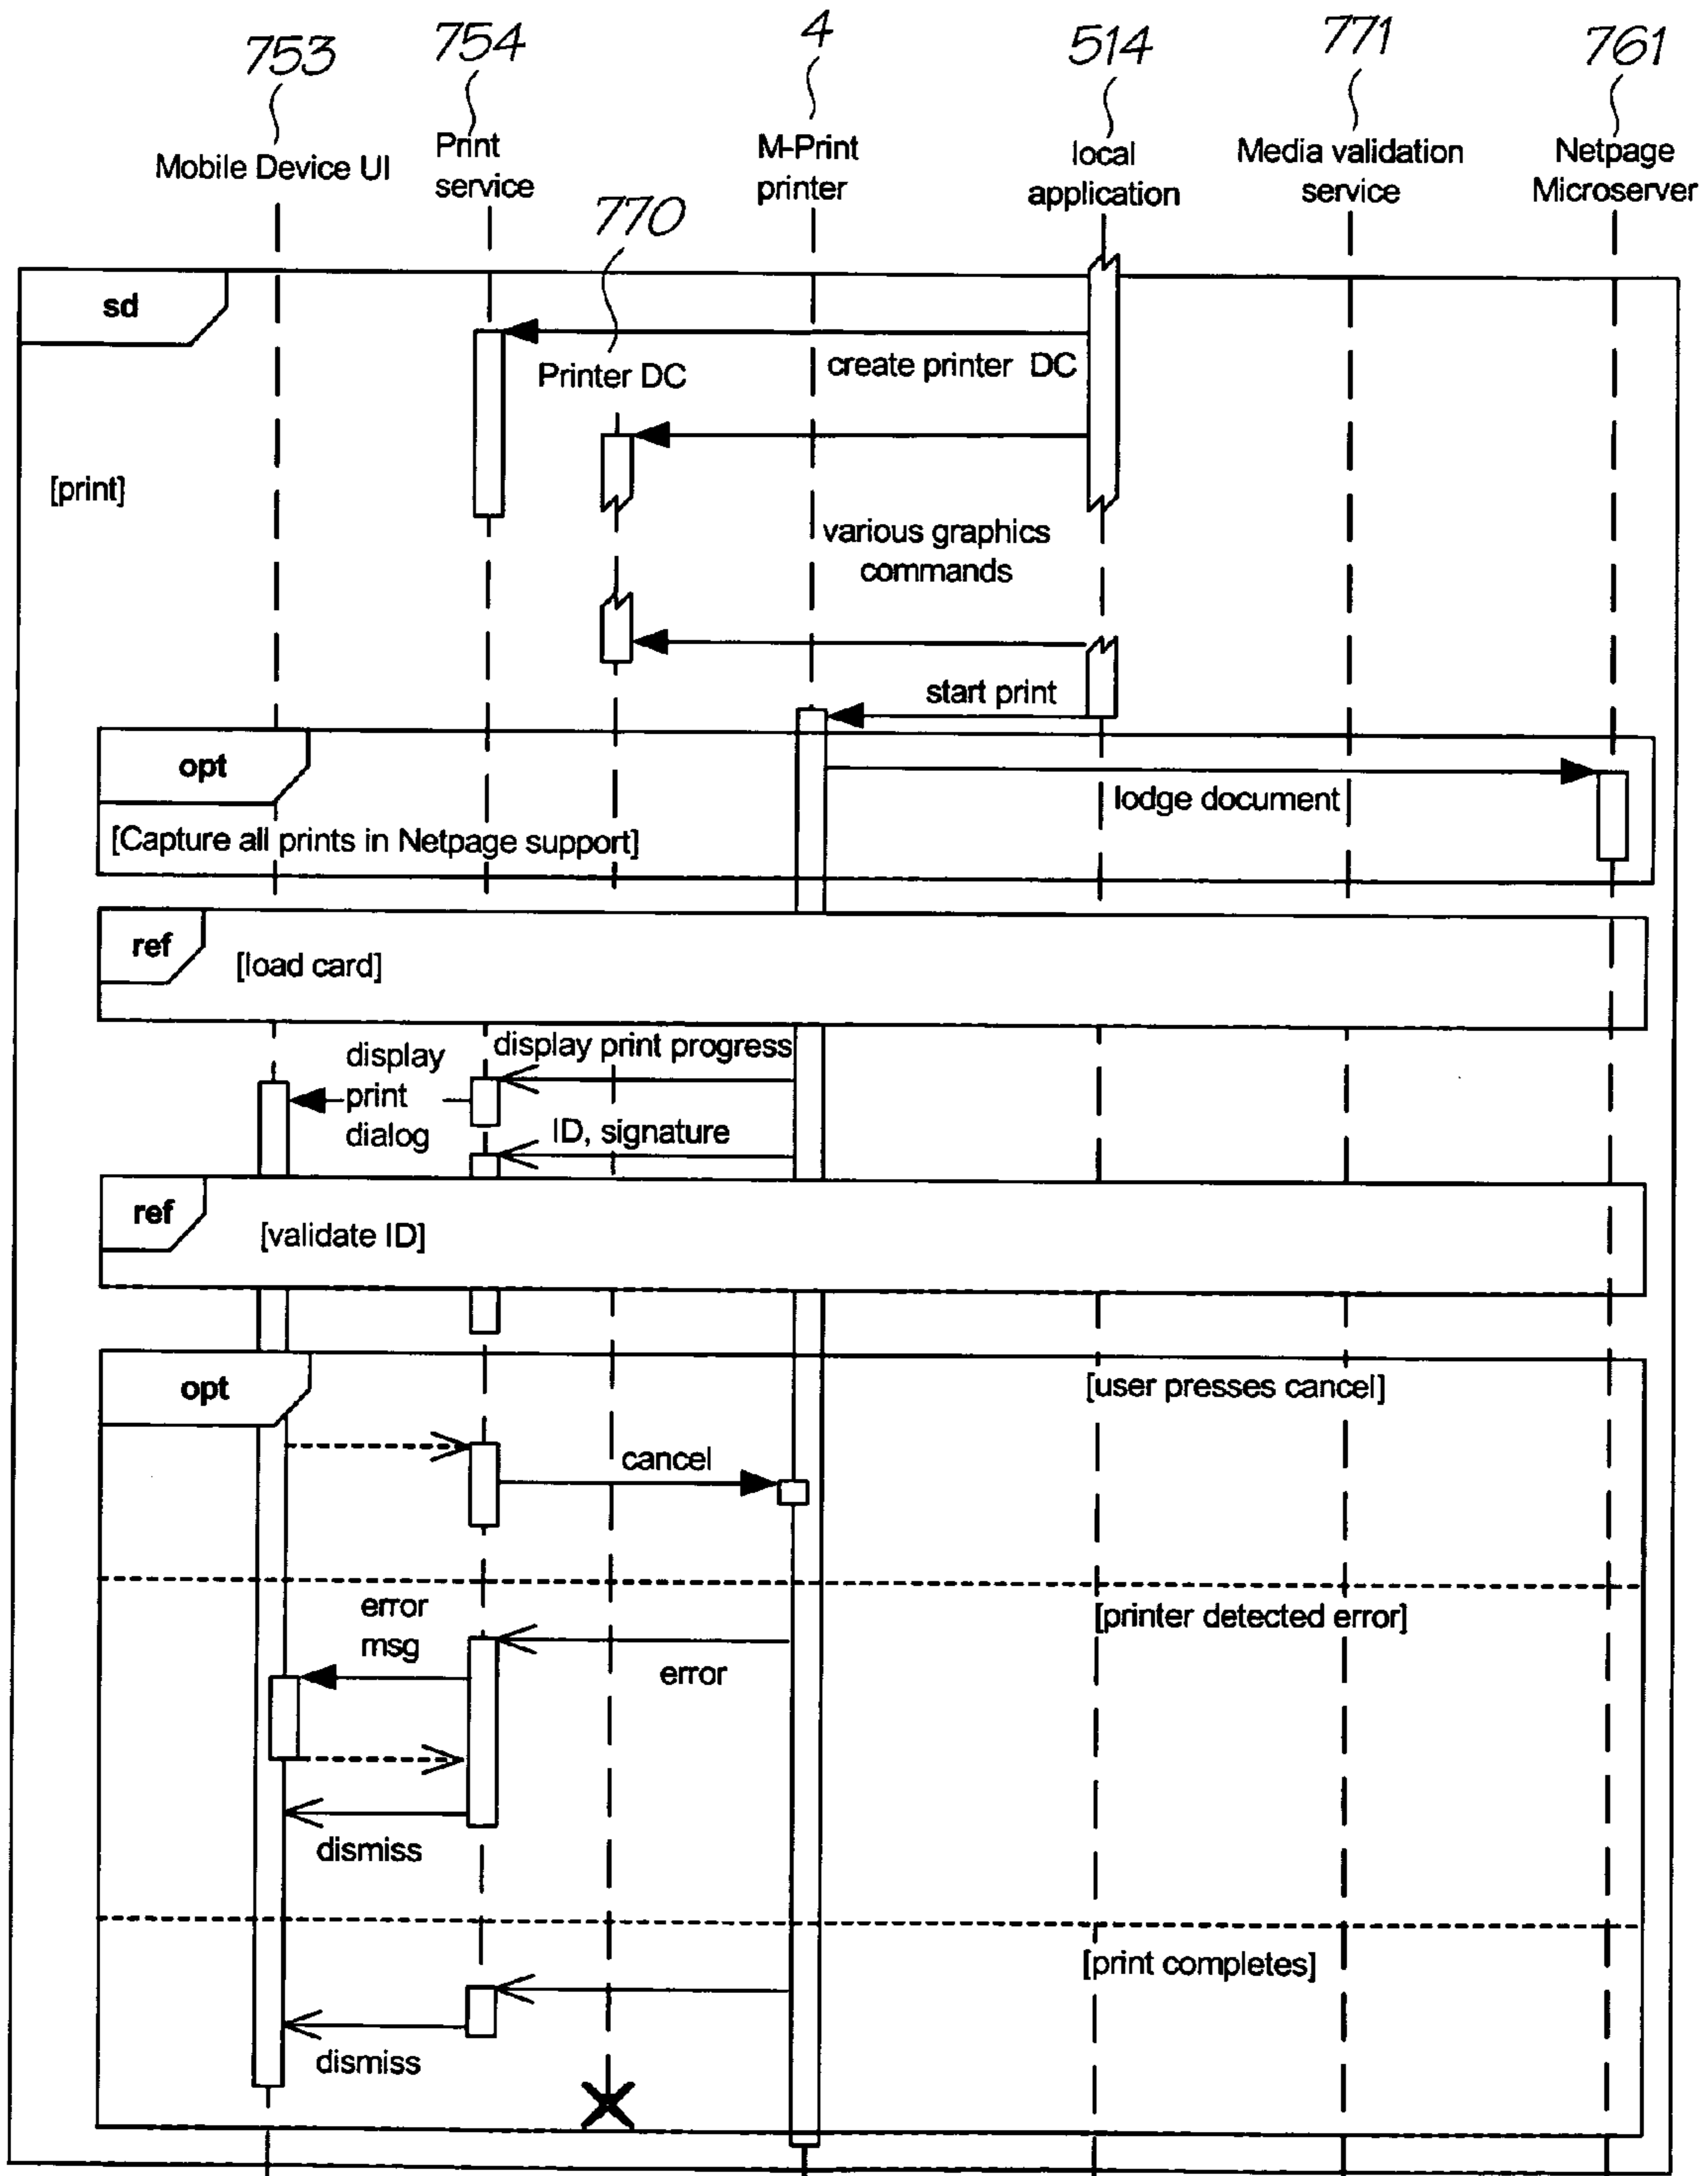 753
754
4
514
771
761
Mobile Device UI
Print
service
M-Print
printer
local
application
Media validation
service
Netpage
Microserver
770
sd
create printer DC
Printer DC
[print]
various graphics
commands
start print
opt
lodge document
[Capture all prints in Netpage support]
ref
[load card]
display print progress
display
print
dialog
ID, signature
ref
[validate ID]
opt
[user presses cancel]
cancel
error
msg
[printer detected error]
error
dismiss
[print completes]
dismiss